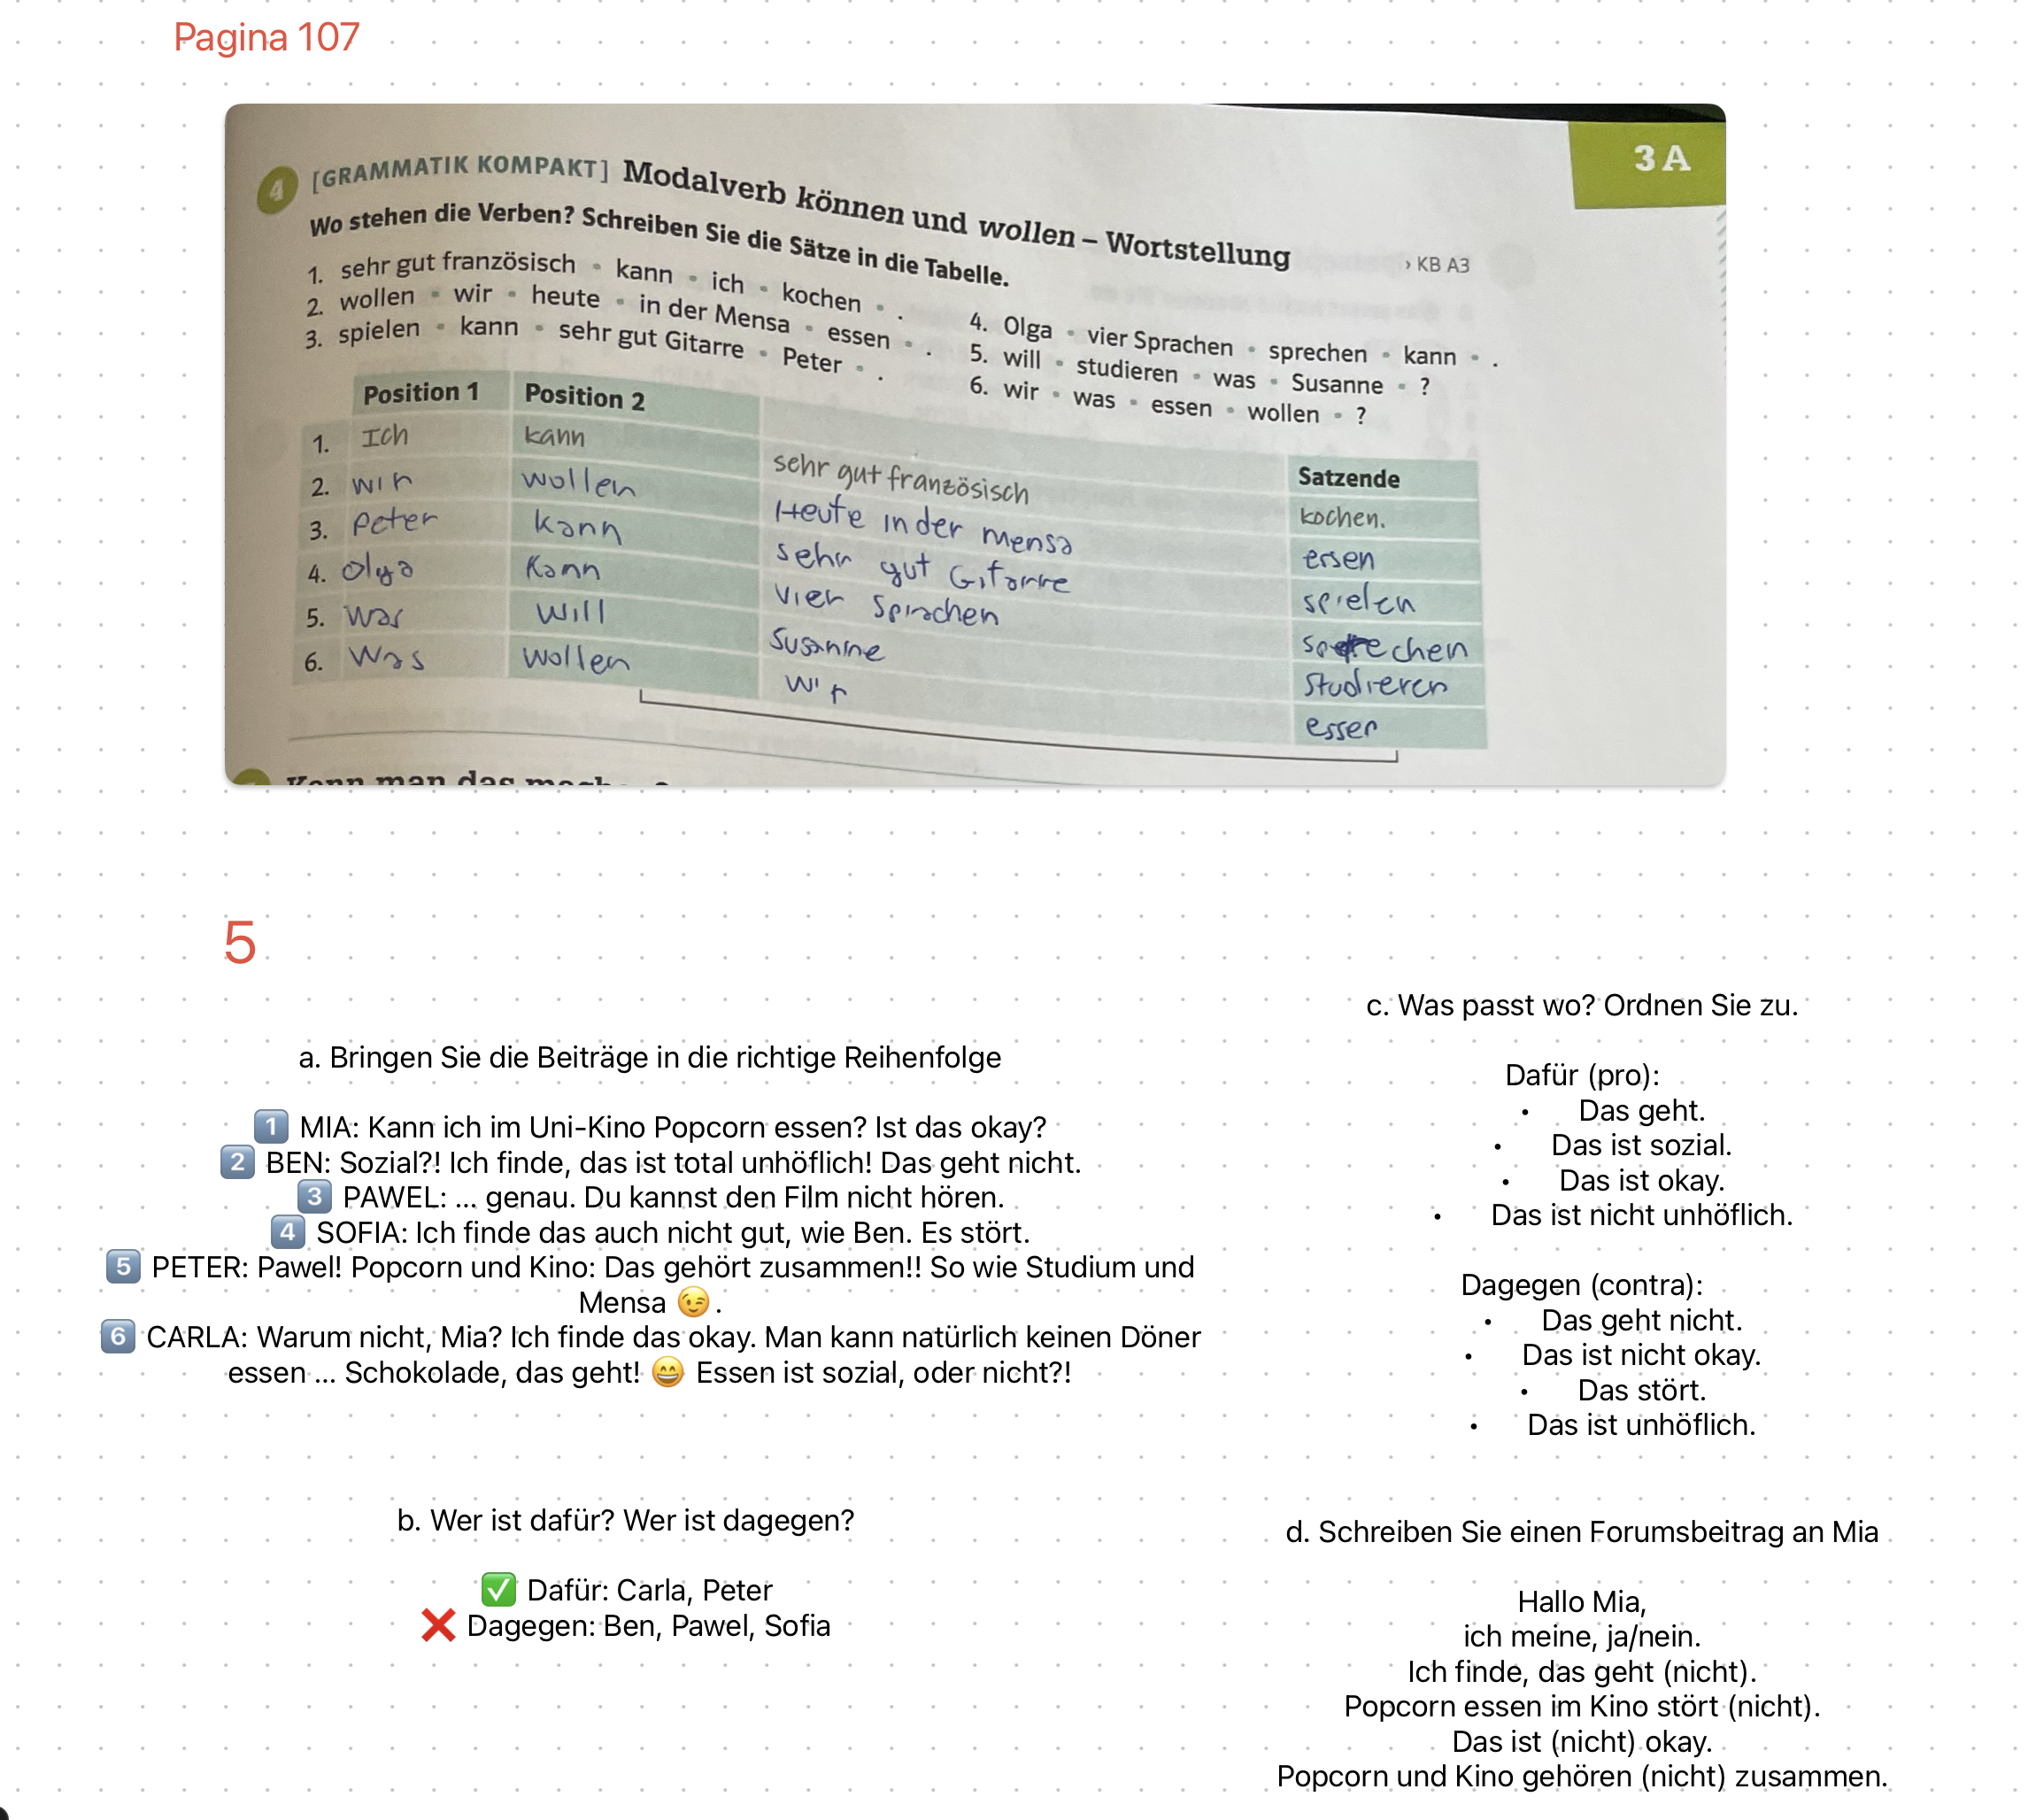 Pagina 107
3 A
4 [GRAMMATIK KOMPAKT] Modalverb können und wollen – Wortstellung
› KB A3
Wo stehen die Verben? Schreiben Sie die Sätze in die Tabelle.
1. sehr gut französisch • kann • ich • kochen • .
2. wollen • wir • heute • in der Mensa • essen • .
3. spielen • kann • sehr gut Gitarre • Peter • .
4. Olga • vier Sprachen • sprechen • kann • .
5. will • studieren • was • Susanne • ?
6. wir • was • essen • wollen • ?
Position 1 Position 2 Satzende
1. Ich kann sehr gut französisch kochen.
2. wir wollen Heute in der mensa essen
3. Peter kann sehr gut Gitarre spielen
4. Olga kann vier Sprachen sprechen
5. Was will Susanne studieren
6. Was wollen wir essen
Kann man das
5
a. Bringen Sie die Beiträge in die richtige Reihenfolge
1 MIA: Kann ich im Uni-Kino Popcorn essen? Ist das okay?
2 BEN: Sozial?! Ich finde, das ist total unhöflich! Das geht nicht.
3 PAWEL: ... genau. Du kannst den Film nicht hören.
4 SOFIA: Ich finde das auch nicht gut, wie Ben. Es stört.
5 PETER: Pawel! Popcorn und Kino: Das gehört zusammen!! So wie Studium und
Mensa 😉.
6 CARLA: Warum nicht, Mia? Ich finde das okay. Man kann natürlich keinen Döner
essen ... Schokolade, das geht! 😄 Essen ist sozial, oder nicht?!
b. Wer ist dafür? Wer ist dagegen?
✅ Dafür: Carla, Peter
❌ Dagegen: Ben, Pawel, Sofia
c. Was passt wo? Ordnen Sie zu.
Dafür (pro):
• Das geht.
• Das ist sozial.
• Das ist okay.
• Das ist nicht unhöflich.
Dagegen (contra):
• Das geht nicht.
• Das ist nicht okay.
• Das stört.
• Das ist unhöflich.
d. Schreiben Sie einen Forumsbeitrag an Mia
Hallo Mia,
ich meine, ja/nein.
Ich finde, das geht (nicht).
Popcorn essen im Kino stört (nicht).
Das ist (nicht) okay.
Popcorn und Kino gehören (nicht) zusammen.